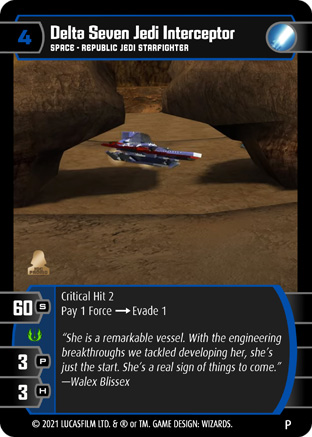 4
Delta Seven Jedi Interceptor
SPACE • REPUBLIC JEDI STARFIGHTER
60 S
3 P
3 H
Critical Hit 2
Pay 1 Force → Evade 1
“She is a remarkable vessel. With the engineering
breakthroughs we tackled developing her, she’s
just the start. She’s a real sign of things to come.”
—Walex Blissex
© 2021 LUCASFILM LTD. & ® or TM. GAME DESIGN: WIZARDS.
P